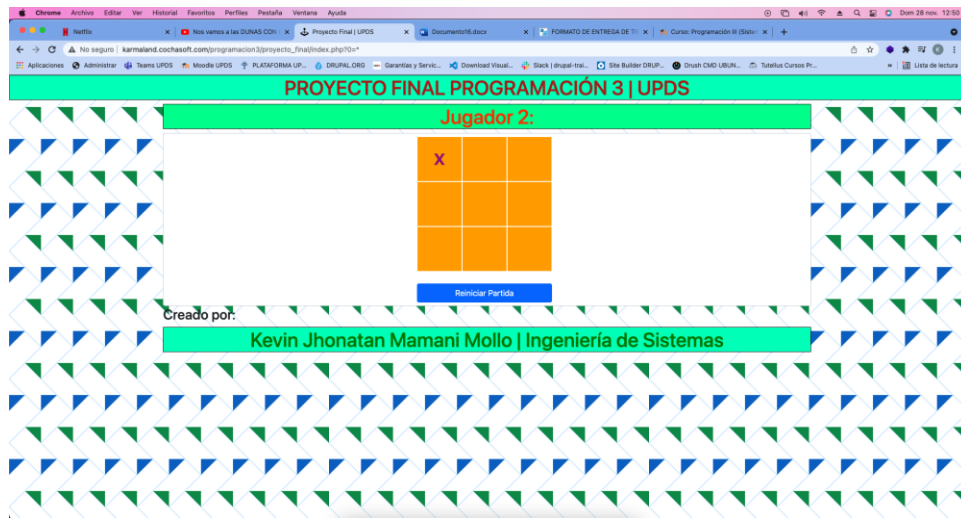 Chrome Archivo Editar Ver Historial Favoritos Perfiles Pestaña Ventana Ayuda Dom 28 nov. 12:50
Netflix Nos vamos a las DUNAS CON Proyecto Final | UPDS Documento16.docx FORMATO DE ENTREGA DE Curso: Programación III (Siste
No seguro | karmaland.cochasoft.com/programacion3/proyecto_final/index.php?0=*
Aplicaciones Administrar Teams UPDS Moodle UPDS PLATAFORMA UP... DRUPAL.ORG Garantías y Servic... Download Visual... Slack | drupal-trai... Site Builder DRUP... Drush CMD UBUN... Tutellus Cursos Pr... » Lista de lectura
PROYECTO FINAL PROGRAMACIÓN 3 | UPDS
Jugador 2:
X
Reiniciar Partida
Creado por:
Kevin Jhonatan Mamani Mollo | Ingeniería de Sistemas